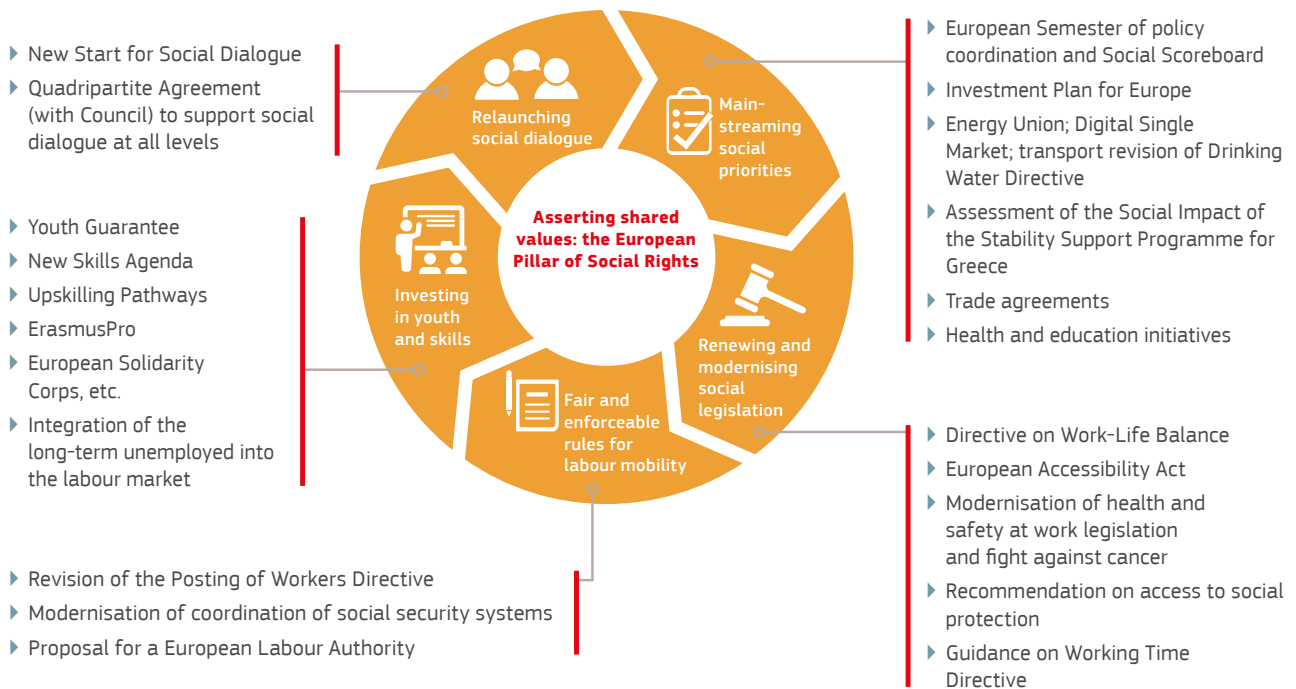 New Start for Social Dialogue
Quadripartite Agreement
(with Council) to support social
dialogue at all levels
Youth Guarantee
New Skills Agenda
Upskilling Pathways
ErasmusPro
European Solidarity
Corps, etc.
Integration of the
long-term unemployed into
the labour market
Revision of the Posting of Workers Directive
Modernisation of coordination of social security systems
Proposal for a European Labour Authority
Relaunching
social dialogue
Main-
streaming
social
priorities
Asserting shared
values: the European
Pillar of Social Rights
Investing
in youth
and skills
Renewing and
modernising
social
legislation
Fair and
enforceable
rules for
labour mobility
European Semester of policy
coordination and Social Scoreboard
Investment Plan for Europe
Energy Union; Digital Single
Market; transport revision of Drinking
Water Directive
Assessment of the Social Impact of
the Stability Support Programme for
Greece
Trade agreements
Health and education initiatives
Directive on Work-Life Balance
European Accessibility Act
Modernisation of health and
safety at work legislation
and fight against cancer
Recommendation on access to social
protection
Guidance on Working Time
Directive